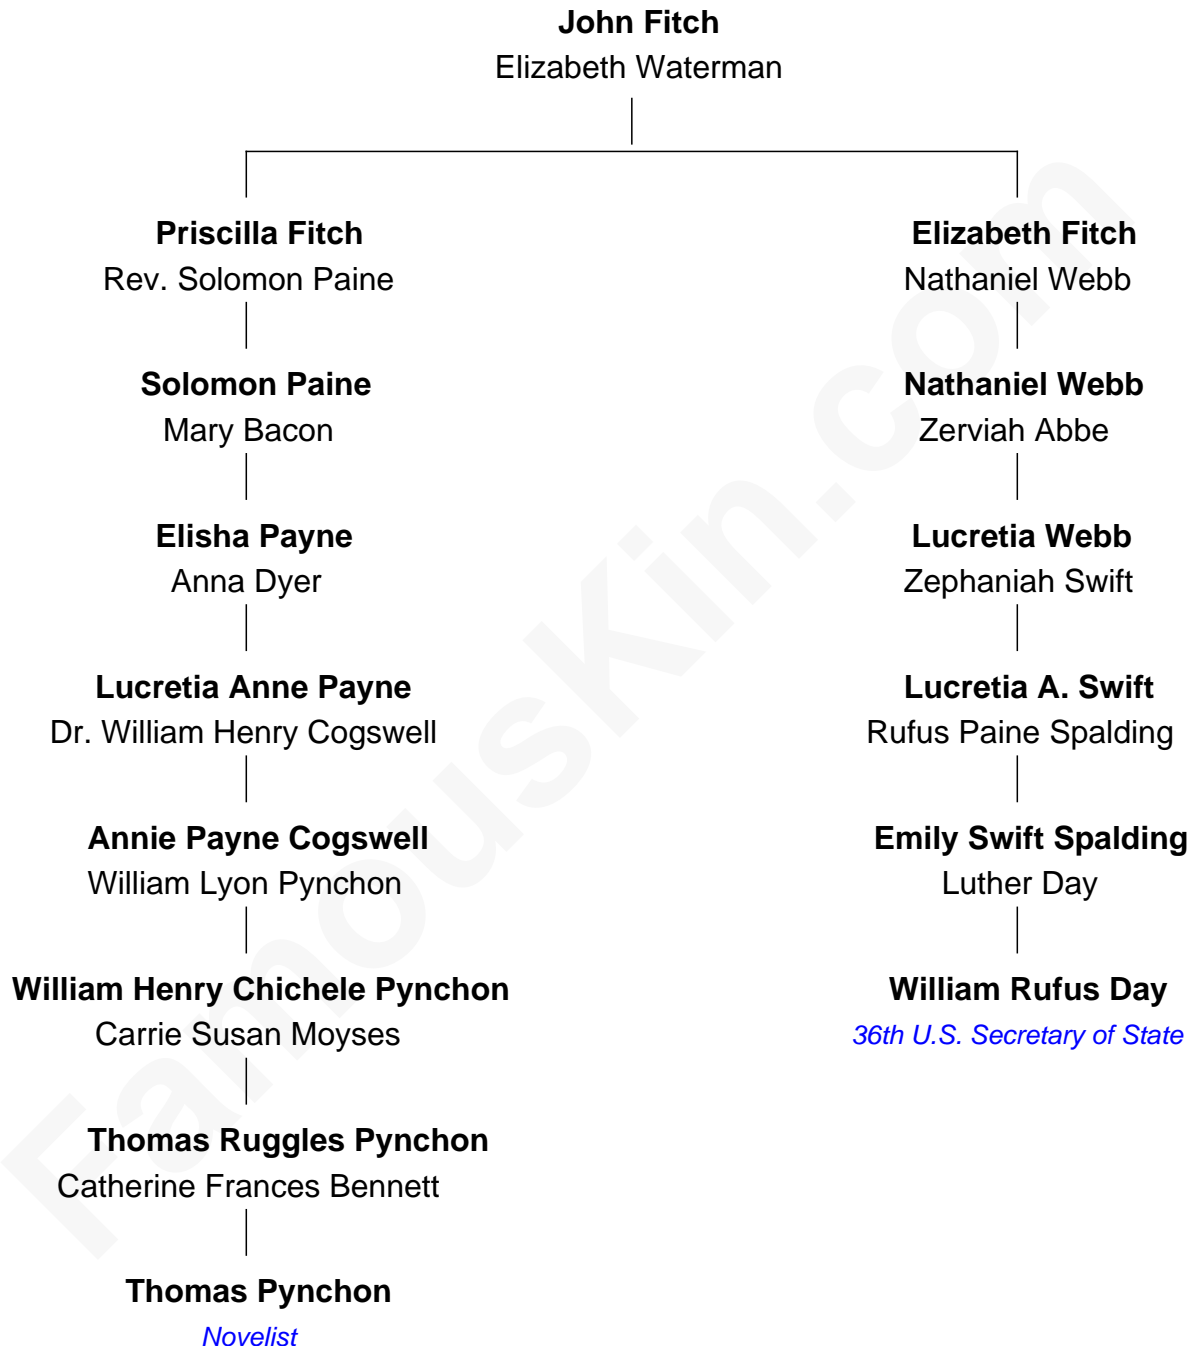 John Fitch
Elizabeth Waterman
Priscilla Fitch
Rev. Solomon Paine
Elizabeth Fitch
Nathaniel Webb
Solomon Paine
Mary Bacon
Nathaniel Webb
Zerviah Abbe
Elisha Payne
Anna Dyer
Lucretia Webb
Zephaniah Swift
Lucretia Anne Payne
Dr. William Henry Cogswell
Lucretia A. Swift
Rufus Paine Spalding
Annie Payne Cogswell
William Lyon Pynchon
Emily Swift Spalding
Luther Day
William Henry Chichele Pynchon
Carrie Susan Moyses
William Rufus Day
36th U.S. Secretary of State
Thomas Ruggles Pynchon
Catherine Frances Bennett
Thomas Pynchon
Novelist
FamousKin.com